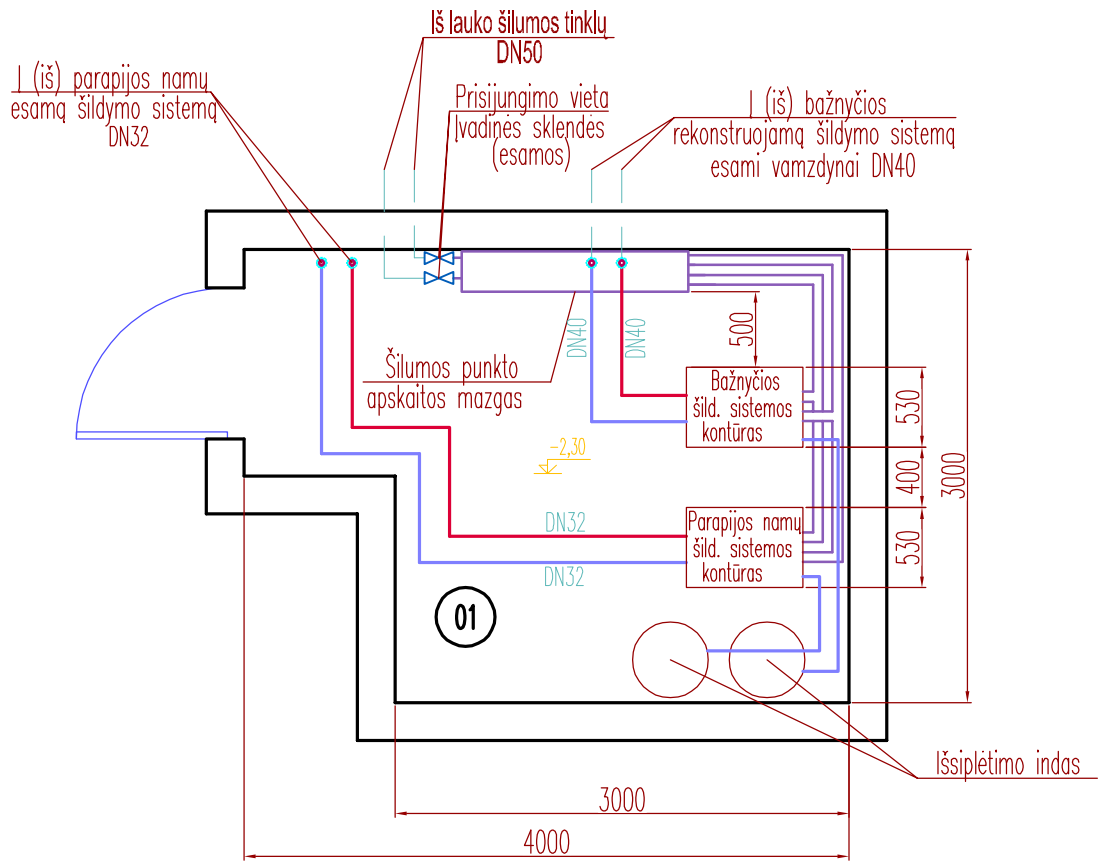 Iš lauko šilumos tinklų
DN50
Į (iš) parapijos namų
esamą šildymo sistemą
DN32
Prisijungimo vieta
Įvadinės sklendės
(esamos)
Į (iš) bažnyčios
rekonstruojamą šildymo sistemą
esami vamzdynai DN40
DN40
DN40
500
Šilumos punkto
apskaitos mazgas
Bažnyčios
šild. sistemos
kontūras
530
-2,30
400
3000
DN32
Parapijos namų
šild. sistemos
kontūras
530
DN32
01
Išsiplėtimo indas
3000
4000